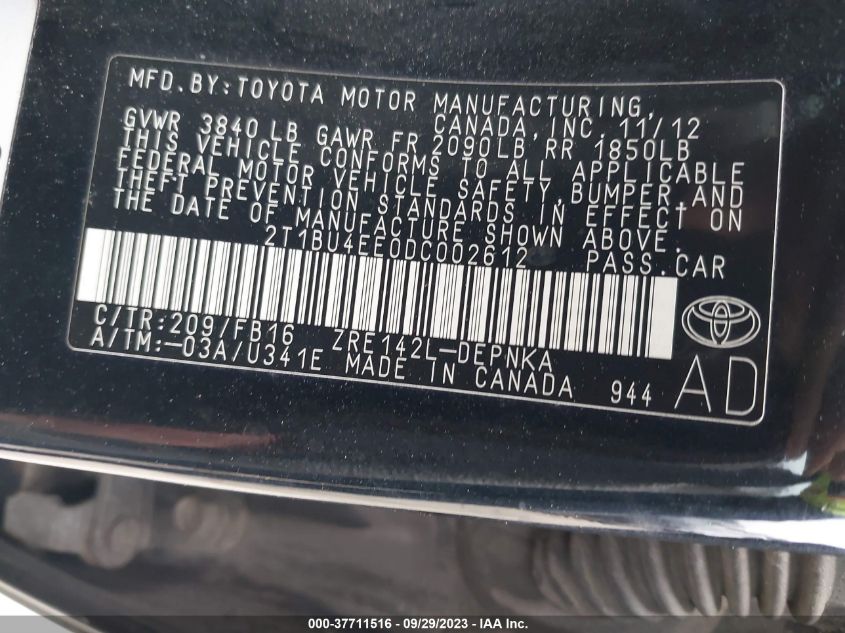 MFD.BY:TOYOTA MOTOR MANUFACTURING,
CANADA,INC. 11/12
GVWR 3840 LB GAWR FR 2090LB RR 1850LB
THIS VEHICLE CONFORMS TO ALL APPLICABLE
FEDERAL MOTOR VEHICLE SAFETY,BUMPER,AND
THEFT PREVENTION STANDARDS IN EFFECT ON
THE DATE OF MANUFACTURE SHOWN ABOVE.
2T1BU4EE0DC002612 PASS.CAR
C/TR:209/FB16 ZRE142L-DEPNKA
A/TM:-03A/U341E MADE IN CANADA 944 AD
000-37711516 - 09/29/2023 - IAA Inc.